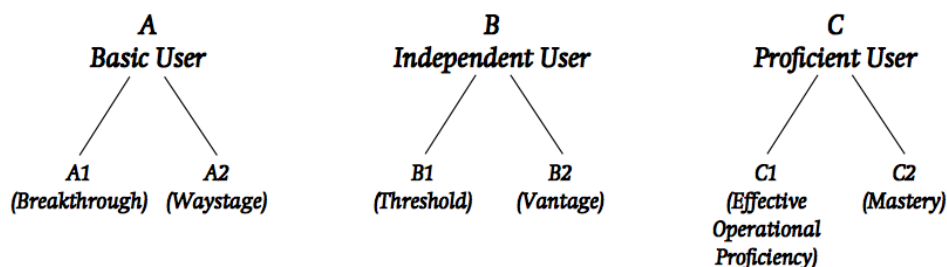 A
Basic User
B
Independent User
C
Proficient User
A1
(Breakthrough)
A2
(Waystage)
B1
(Threshold)
B2
(Vantage)
C1
(Effective
Operational
Proficiency)
C2
(Mastery)